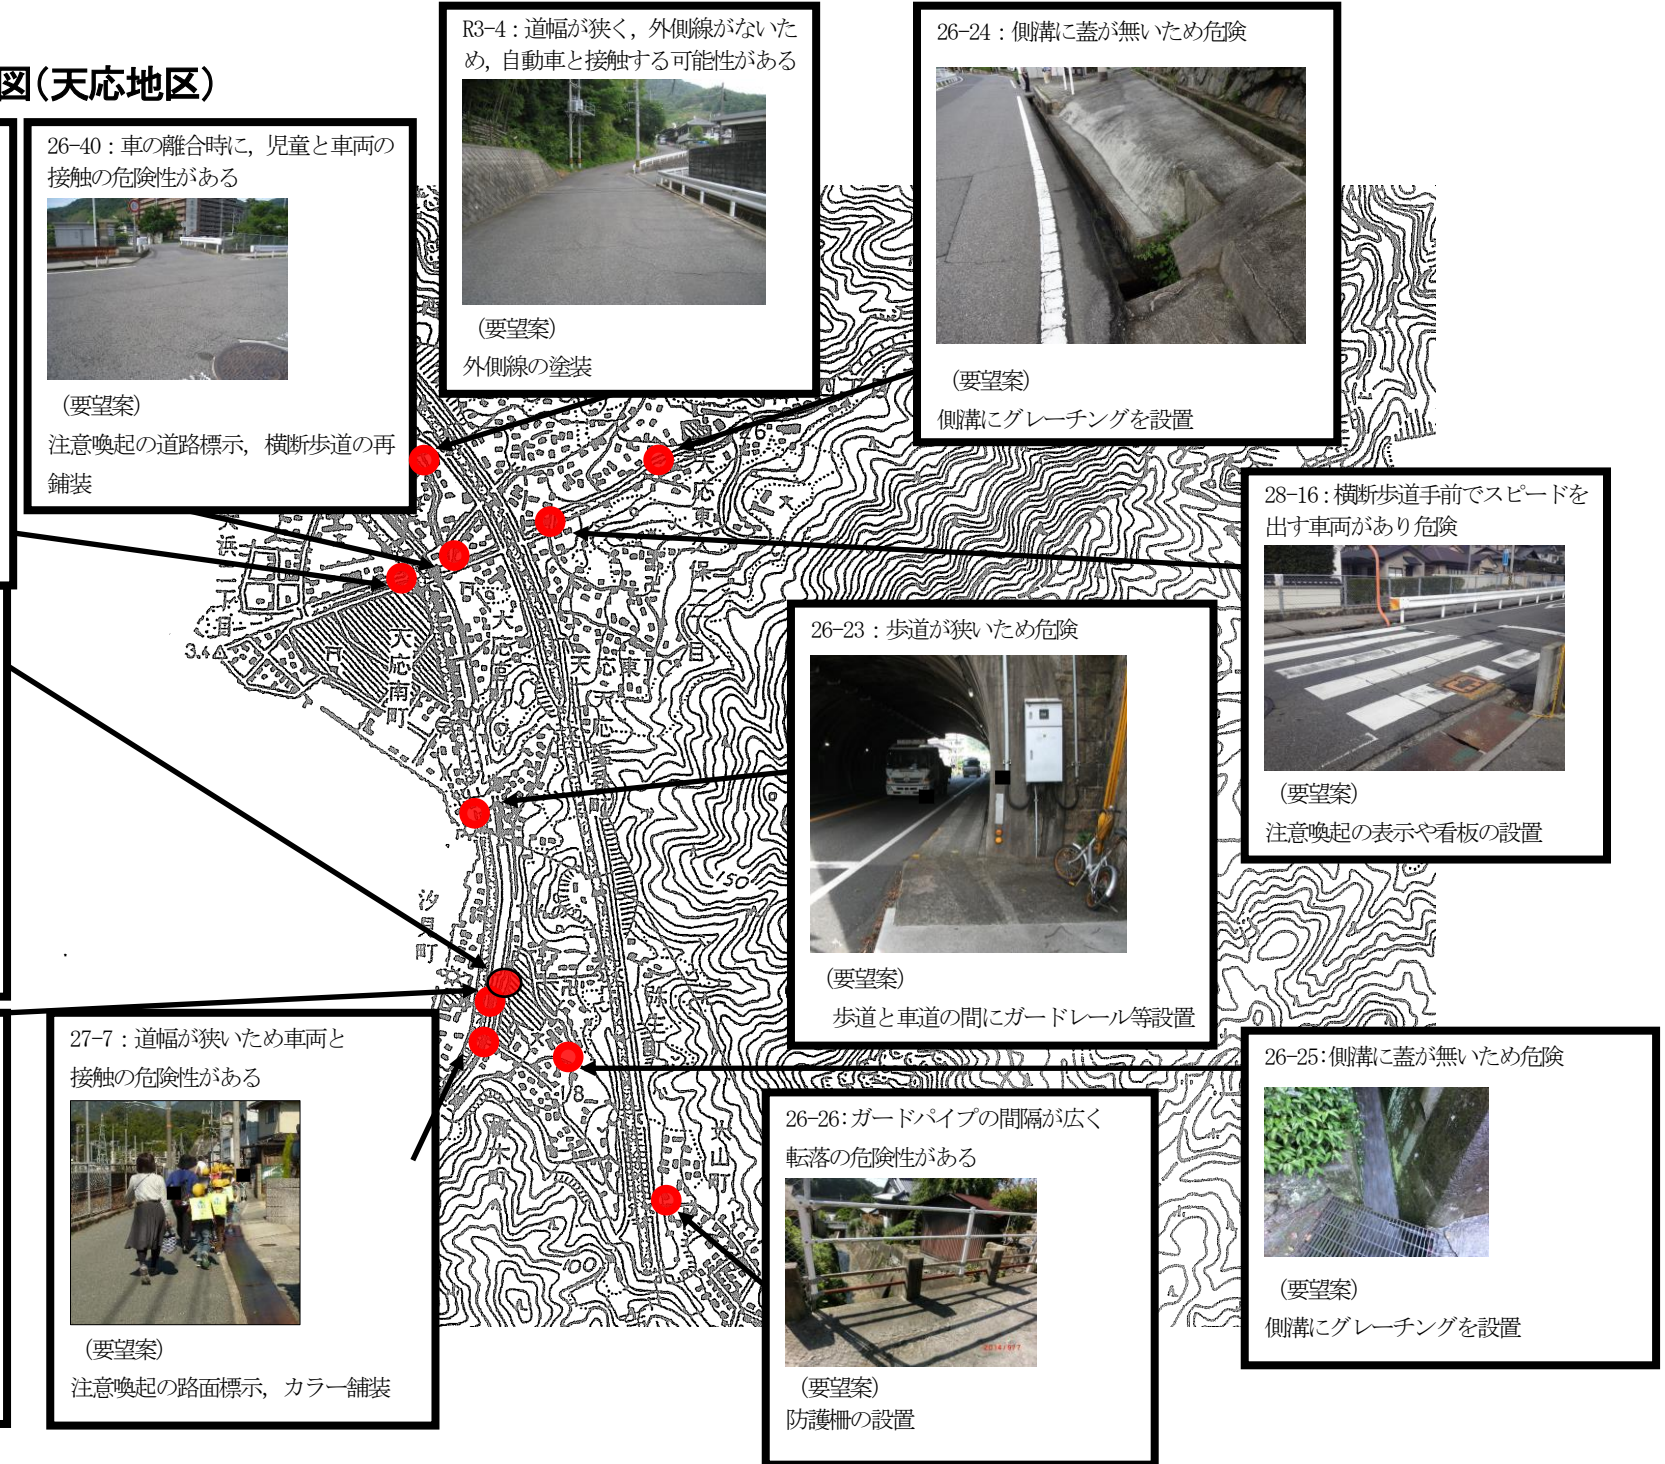 図(天応地区)
R3-4：道幅が狭く，外側線がないた
め，自動車と接触する可能性がある
(要望案)
外側線の塗装
26-24：側溝に蓋が無いため危険
(要望案)
側溝にグレーチングを設置
26-40：車の離合時に，児童と車両の
接触の危険性がある
(要望案)
注意喚起の道路標示，横断歩道の再
舗装
28-16：横断歩道手前でスピードを
出す車両があり危険
(要望案)
注意喚起の表示や看板の設置
26-23：歩道が狭いため危険
(要望案)
歩道と車道の間にガードレール等設置
27-7：道幅が狭いため車両と
接触の危険性がある
(要望案)
注意喚起の路面標示，カラー舗装
26-26：ガードパイプの間隔が広く
転落の危険性がある
2014/9/7
(要望案)
防護柵の設置
26-25：側溝に蓋が無いため危険
(要望案)
側溝にグレーチングを設置
天応南町
汐見町
3.4
150
100